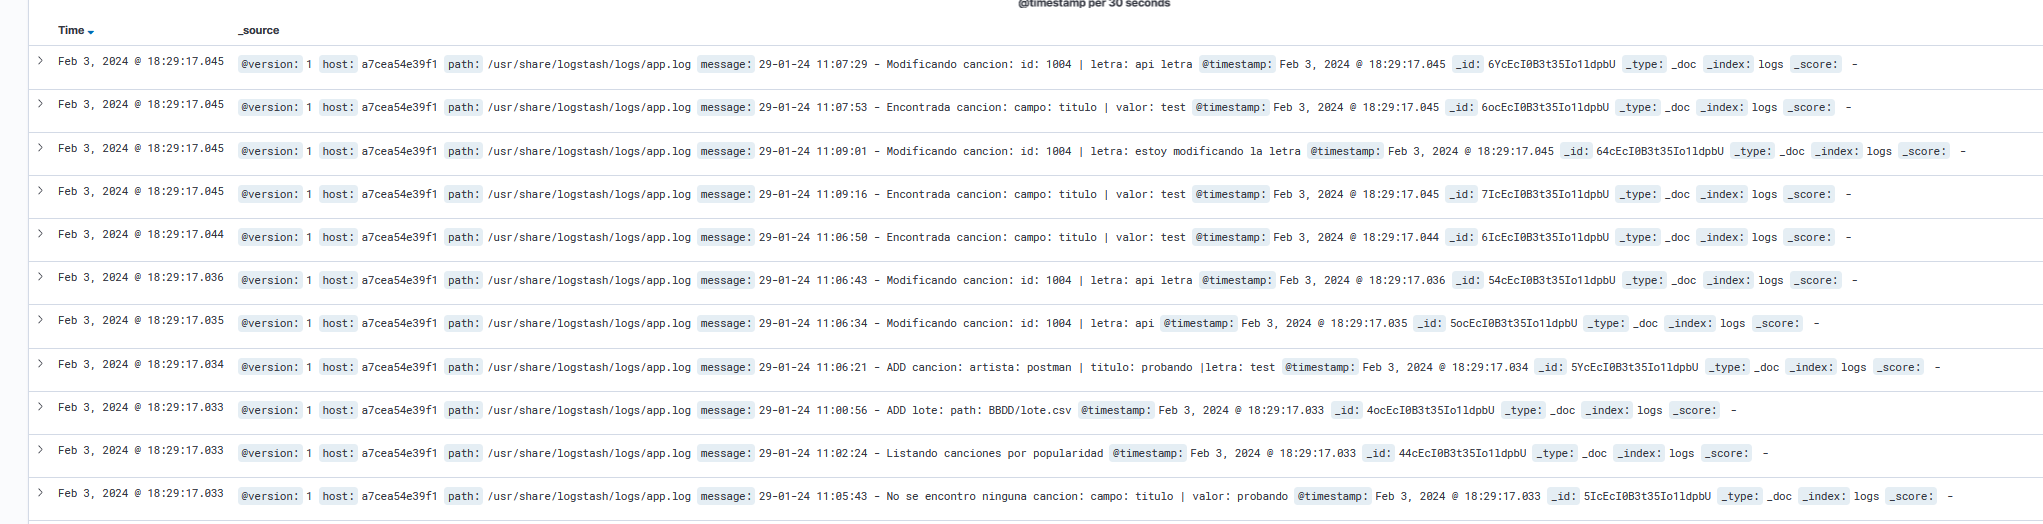 @timestamp per 30 seconds
Time _source
Feb 3, 2024 @ 18:29:17.045 @version: 1 host: a7cea54e39f1 path: /usr/share/logstash/logs/app.log message: 29-01-24 11:07:29 - Modificando cancion: id: 1004 | letra: api letra @timestamp: Feb 3, 2024 @ 18:29:17.045 _id: 6YcEcI0B3t35Io1ldpbU _type: _doc _index: logs _score: -
Feb 3, 2024 @ 18:29:17.045 @version: 1 host: a7cea54e39f1 path: /usr/share/logstash/logs/app.log message: 29-01-24 11:07:53 - Encontrada cancion: campo: titulo | valor: test @timestamp: Feb 3, 2024 @ 18:29:17.045 _id: 6ocEcI0B3t35Io1ldpbU _type: _doc _index: logs _score: -
Feb 3, 2024 @ 18:29:17.045 @version: 1 host: a7cea54e39f1 path: /usr/share/logstash/logs/app.log message: 29-01-24 11:09:01 - Modificando cancion: id: 1004 | letra: estoy modificando la letra @timestamp: Feb 3, 2024 @ 18:29:17.045 _id: 64cEcI0B3t35Io1ldpbU _type: _doc _index: logs _score: -
Feb 3, 2024 @ 18:29:17.045 @version: 1 host: a7cea54e39f1 path: /usr/share/logstash/logs/app.log message: 29-01-24 11:09:16 - Encontrada cancion: campo: titulo | valor: test @timestamp: Feb 3, 2024 @ 18:29:17.045 _id: 7IcEcI0B3t35Io1ldpbU _type: _doc _index: logs _score: -
Feb 3, 2024 @ 18:29:17.044 @version: 1 host: a7cea54e39f1 path: /usr/share/logstash/logs/app.log message: 29-01-24 11:06:50 - Encontrada cancion: campo: titulo | valor: test @timestamp: Feb 3, 2024 @ 18:29:17.044 _id: 6IcEcI0B3t35Io1ldpbU _type: _doc _index: logs _score: -
Feb 3, 2024 @ 18:29:17.036 @version: 1 host: a7cea54e39f1 path: /usr/share/logstash/logs/app.log message: 29-01-24 11:06:43 - Modificando cancion: id: 1004 | letra: api letra @timestamp: Feb 3, 2024 @ 18:29:17.036 _id: 54cEcI0B3t35Io1ldpbU _type: _doc _index: logs _score: -
Feb 3, 2024 @ 18:29:17.035 @version: 1 host: a7cea54e39f1 path: /usr/share/logstash/logs/app.log message: 29-01-24 11:06:34 - Modificando cancion: id: 1004 | letra: api @timestamp: Feb 3, 2024 @ 18:29:17.035 _id: 5ocEcI0B3t35Io1ldpbU _type: _doc _index: logs _score: -
Feb 3, 2024 @ 18:29:17.034 @version: 1 host: a7cea54e39f1 path: /usr/share/logstash/logs/app.log message: 29-01-24 11:06:21 - ADD cancion: artista: postman | titulo: probando |letra: test @timestamp: Feb 3, 2024 @ 18:29:17.034 _id: 5YcEcI0B3t35Io1ldpbU _type: _doc _index: logs _score: -
Feb 3, 2024 @ 18:29:17.033 @version: 1 host: a7cea54e39f1 path: /usr/share/logstash/logs/app.log message: 29-01-24 11:00:56 - ADD lote: path: BBDD/lote.csv @timestamp: Feb 3, 2024 @ 18:29:17.033 _id: 4ocEcI0B3t35Io1ldpbU _type: _doc _index: logs _score: -
Feb 3, 2024 @ 18:29:17.033 @version: 1 host: a7cea54e39f1 path: /usr/share/logstash/logs/app.log message: 29-01-24 11:02:24 - Listando canciones por popularidad @timestamp: Feb 3, 2024 @ 18:29:17.033 _id: 44cEcI0B3t35Io1ldpbU _type: _doc _index: logs _score: -
Feb 3, 2024 @ 18:29:17.033 @version: 1 host: a7cea54e39f1 path: /usr/share/logstash/logs/app.log message: 29-01-24 11:05:43 - No se encontro ninguna cancion: campo: titulo | valor: probando @timestamp: Feb 3, 2024 @ 18:29:17.033 _id: 5IcEcI0B3t35Io1ldpbU _type: _doc _index: logs _score: -